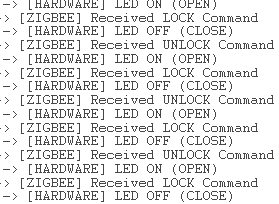 -> [HARDWARE] LED ON (OPEN)
-> [ZIGBEE] Received LOCK Command
-> [HARDWARE] LED OFF (CLOSE)
-> [ZIGBEE] Received UNLOCK Command
-> [HARDWARE] LED ON (OPEN)
-> [ZIGBEE] Received LOCK Command
-> [HARDWARE] LED OFF (CLOSE)
-> [ZIGBEE] Received UNLOCK Command
-> [HARDWARE] LED ON (OPEN)
-> [ZIGBEE] Received LOCK Command
-> [HARDWARE] LED OFF (CLOSE)
-> [ZIGBEE] Received UNLOCK Command
-> [HARDWARE] LED ON (OPEN)
-> [ZIGBEE] Received LOCK Command
-> [HARDWARE] LED OFF (CLOSE)